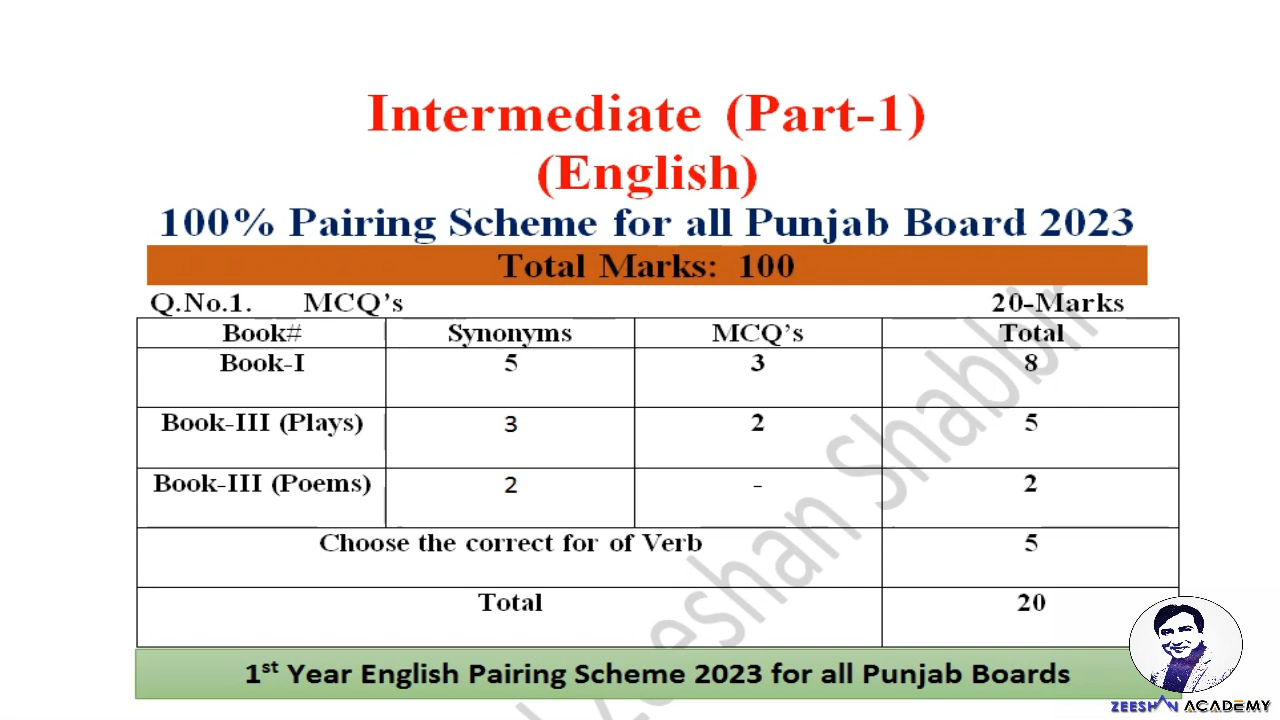 Intermediate (Part-1)
(English)
100% Pairing Scheme for all Punjab Board 2023
Total Marks: 100
Q.No.1. MCQ's 20-Marks
Book# Synonyms MCQ's Total
Book-I 5 3 8
Book-III (Plays) 3 2 5
Book-III (Poems) 2 - 2
Choose the correct for of Verb 5
Total 20
1st Year English Pairing Scheme 2023 for all Punjab Boards
Zeeshan Shabbir
ZEESHAN ACADEMY